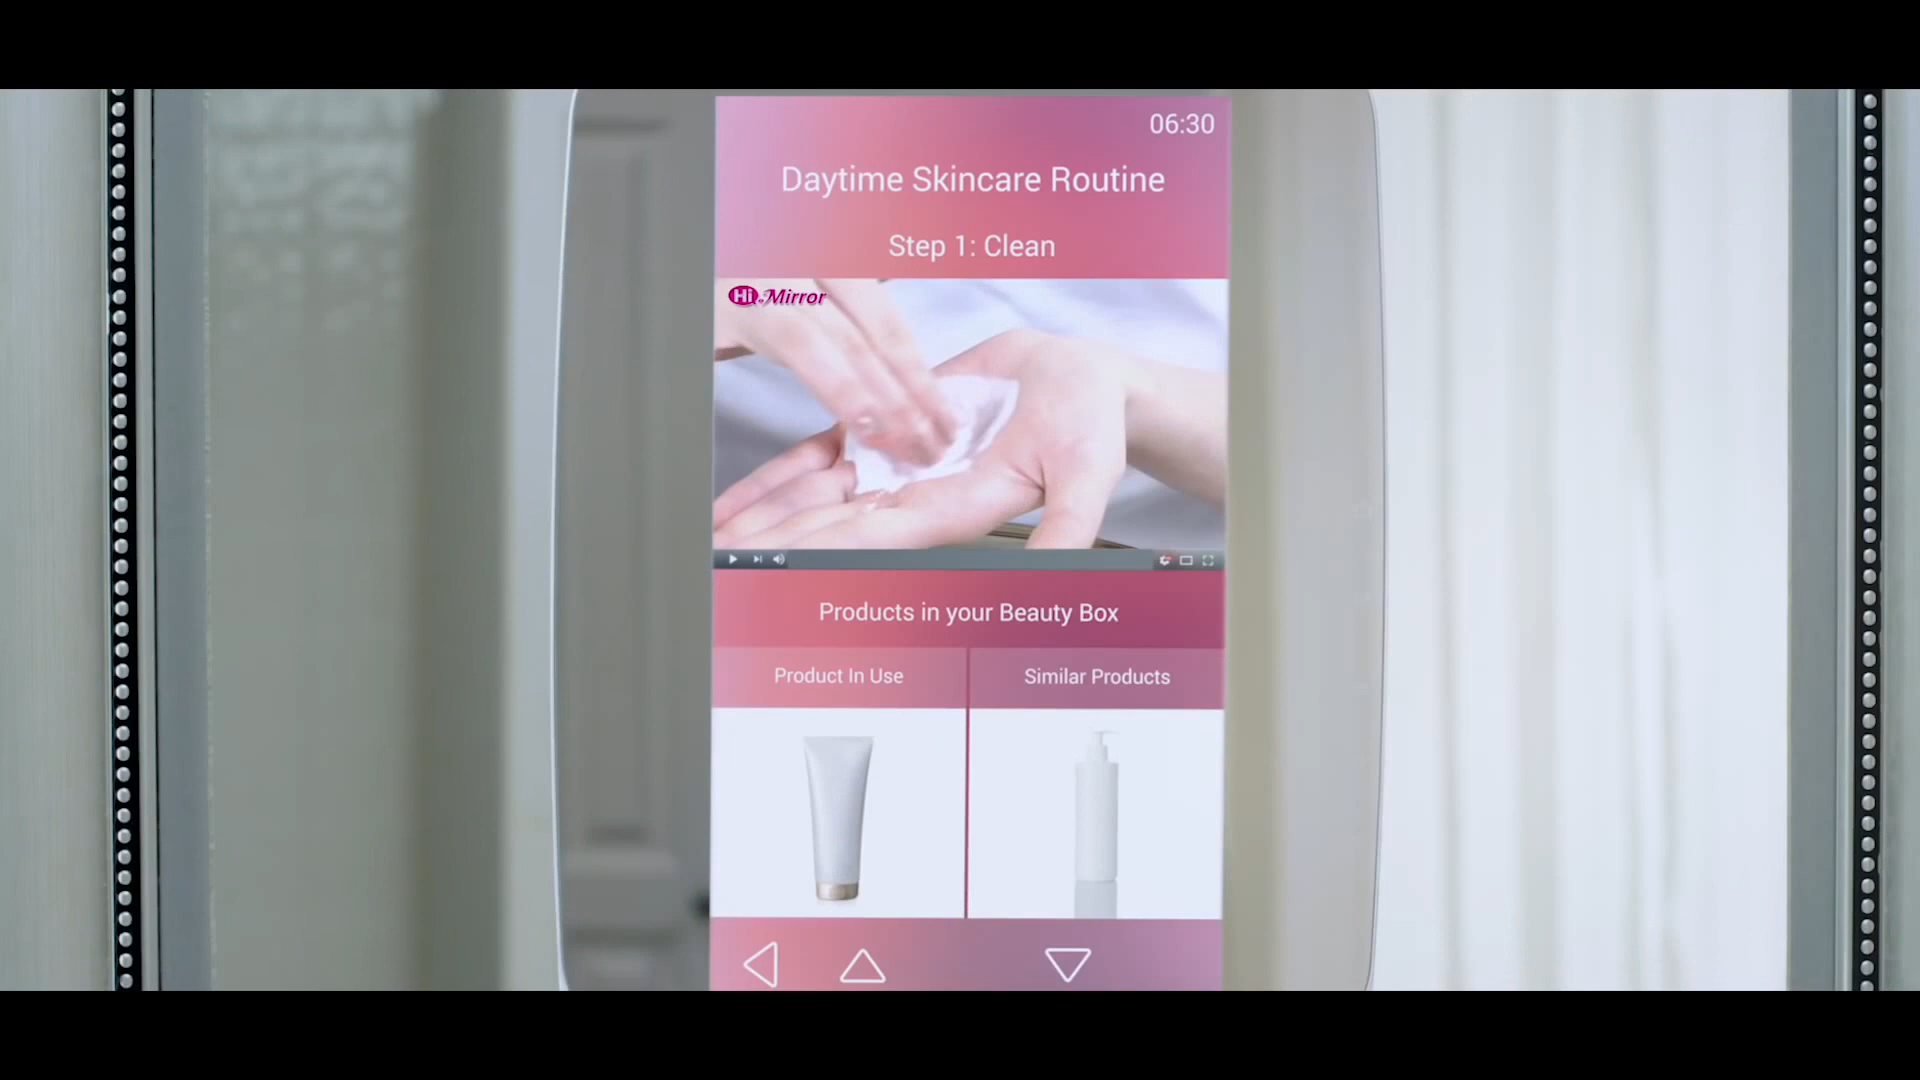 06:30
Daytime Skincare Routine
Step 1: Clean
Hi Mirror
Products in your Beauty Box
Product In Use
Similar Products